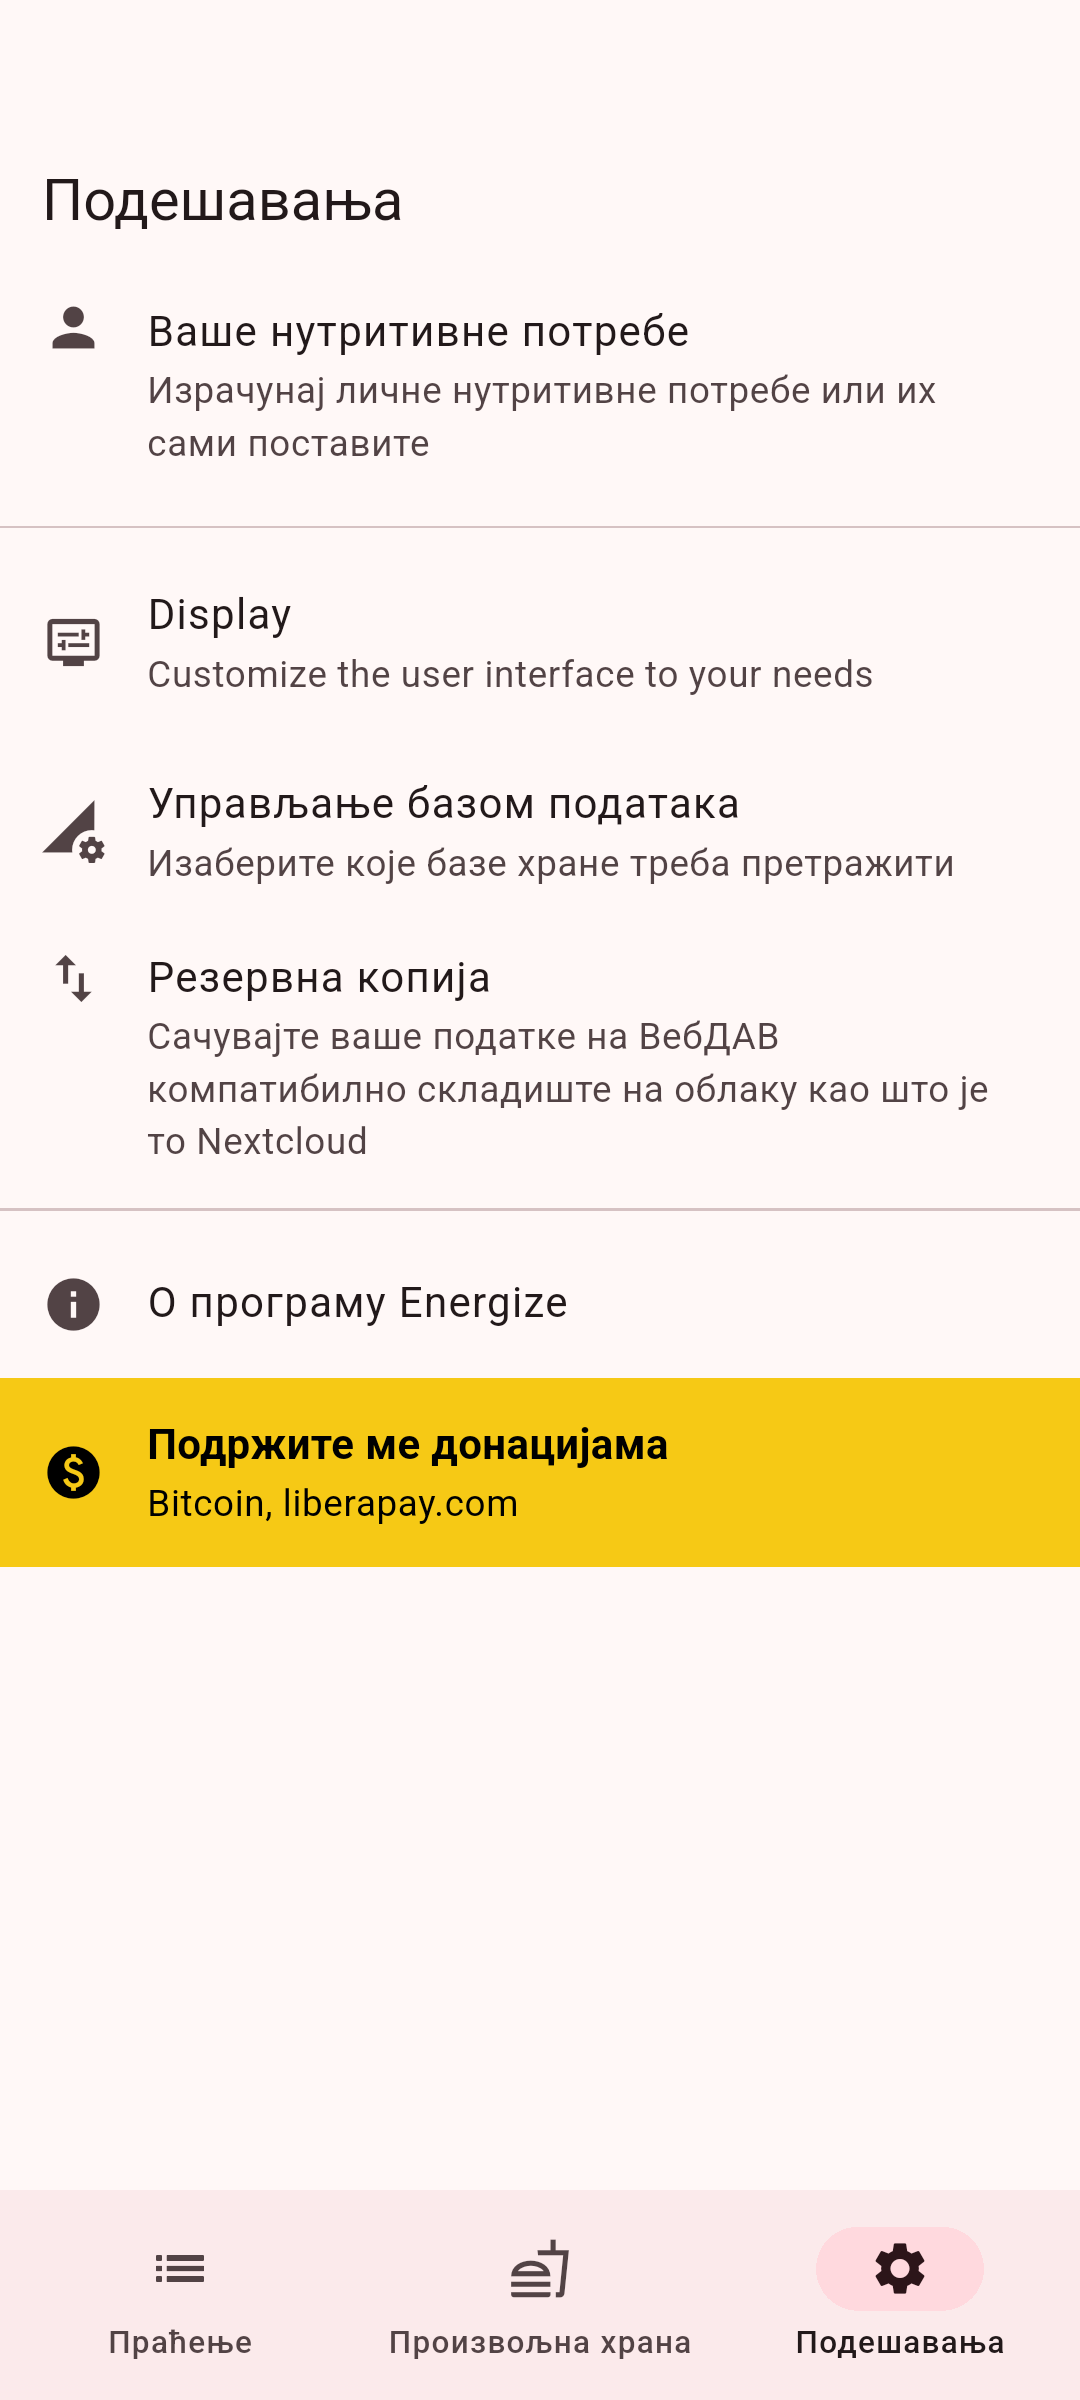 Подешавања
Ваше нутритивне потребе
Израчунај личне нутритивне потребе или их
сами поставите
Display
Customize the user interface to your needs
Управљање базом података
Изаберите које базе хране треба претражити
Резервна копија
Сачувајте ваше податке на ВебДАВ
компатибилно складиште на облаку као што је
то Nextcloud
О програму Energize
Подржите ме донацијама
Bitcoin, liberapay.com
Праћење
Произвољна храна
Подешавања